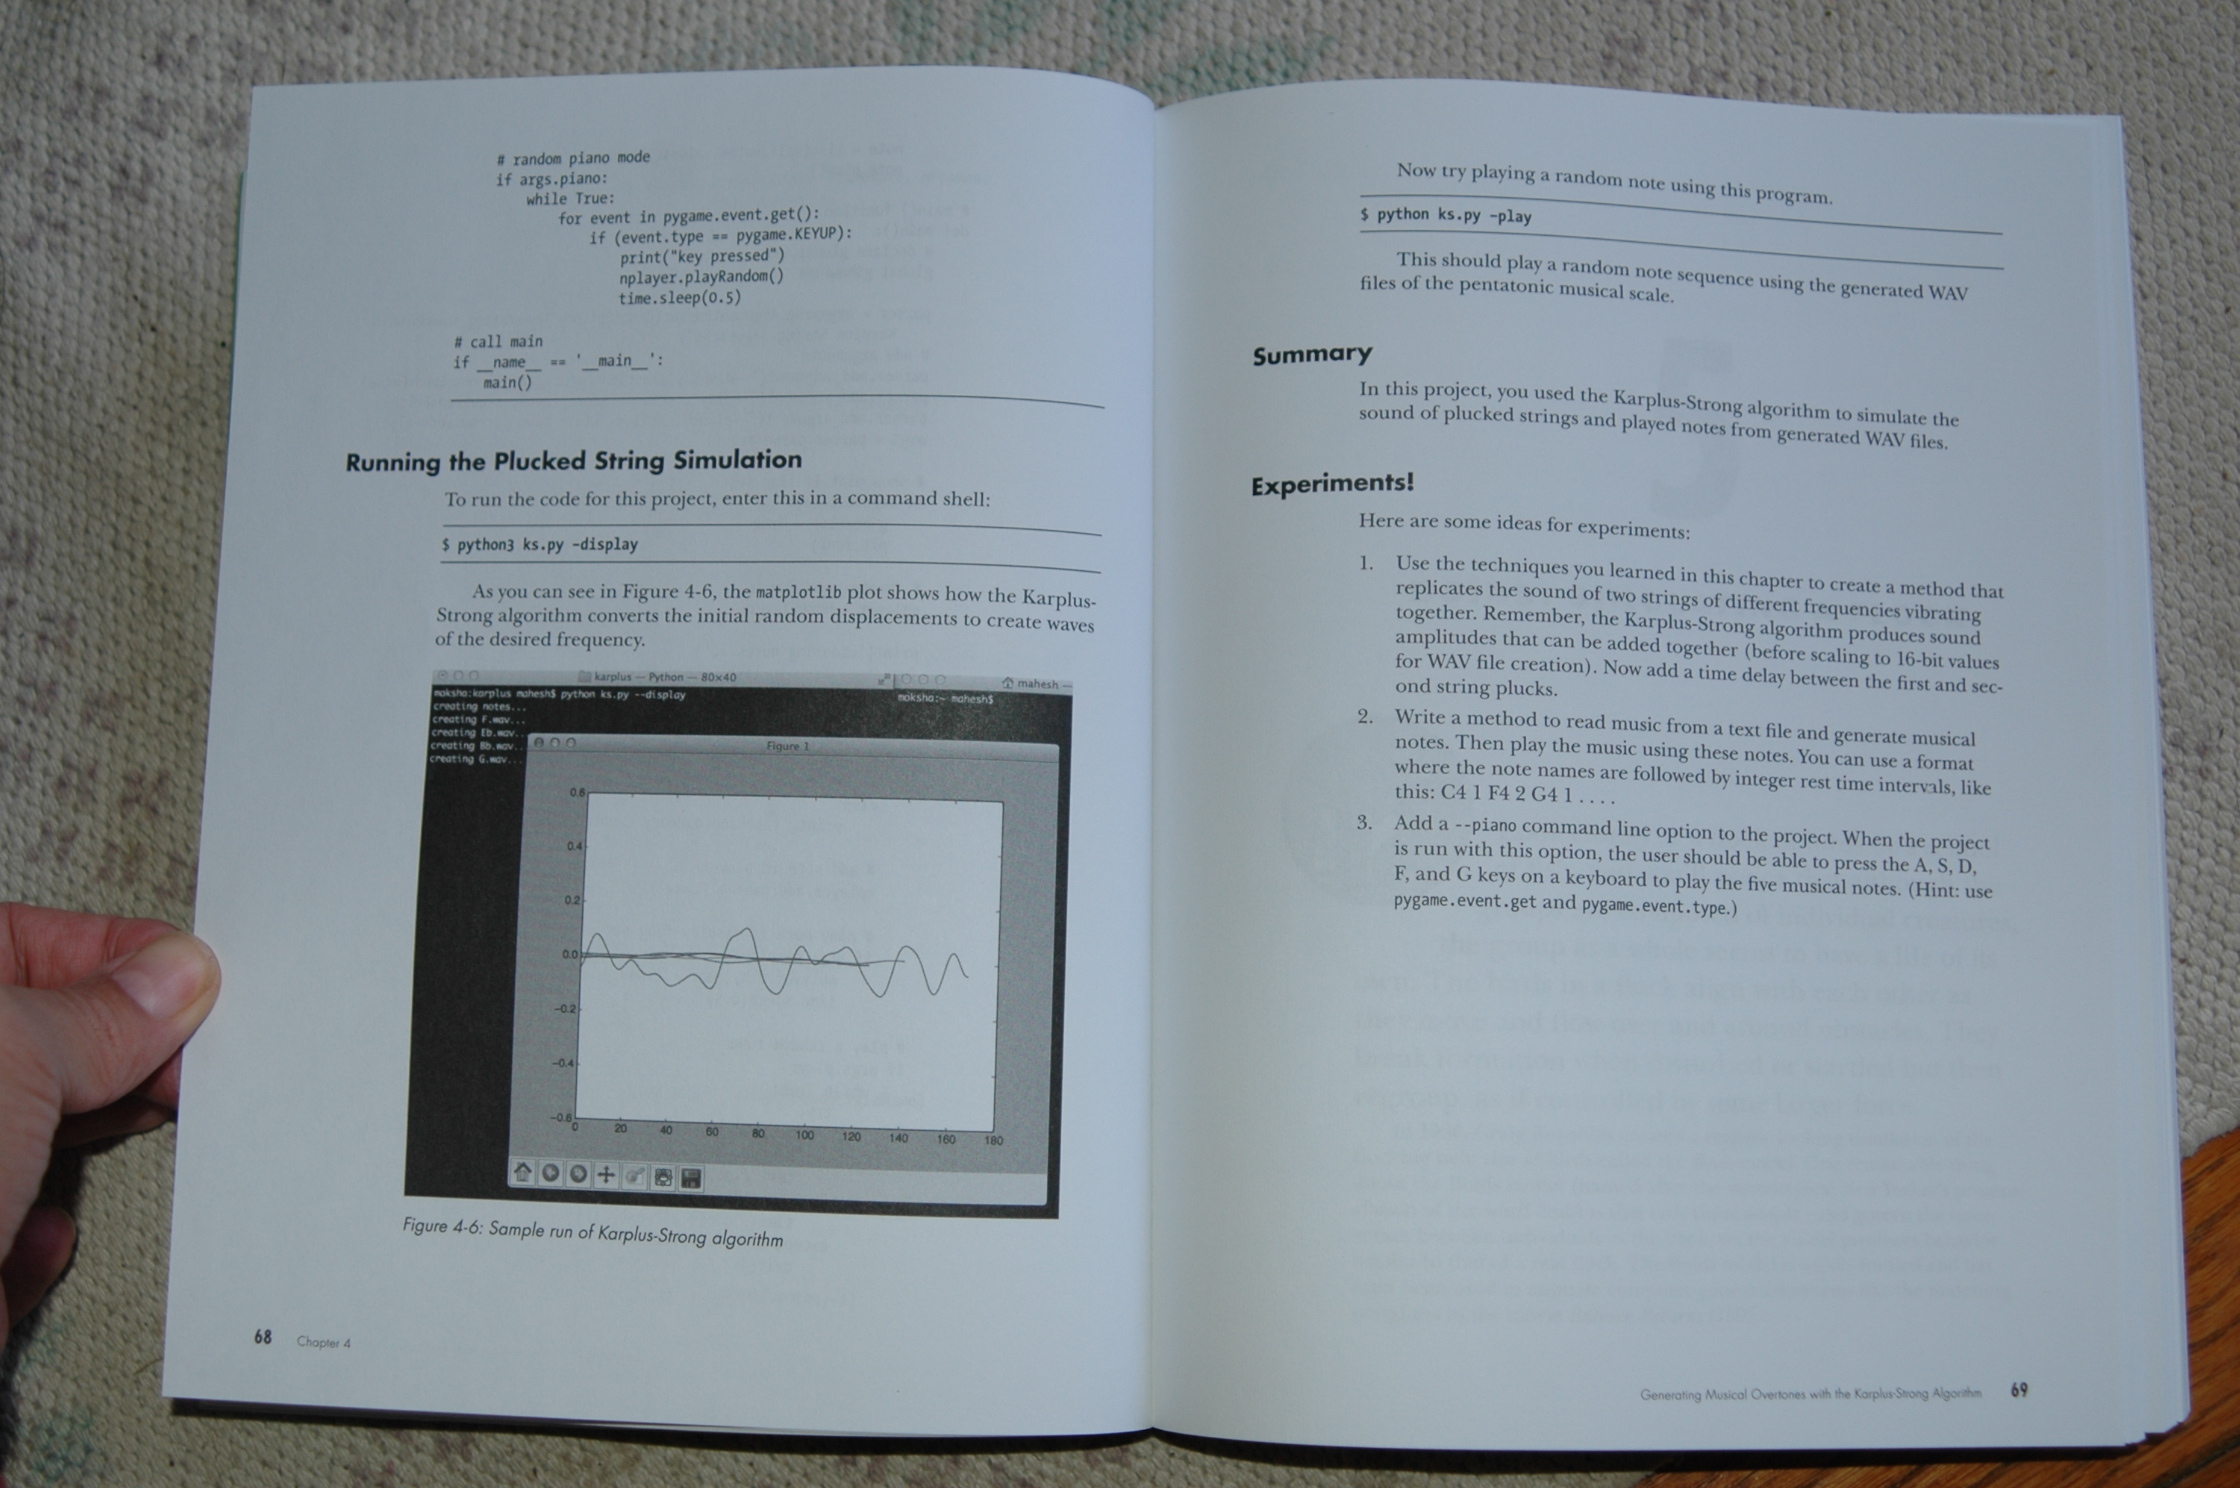 # random piano mode
if args.piano:
while True:
for event in pygame.event.get():
if (event.type == pygame.KEYUP):
print("key pressed")
nplayer.playRandom()
time.sleep(0.5)
# call main
if __name__ == '__main__':
main()
Running the Plucked String Simulation
To run the code for this project, enter this in a command shell:
$ python3 ks.py -display
As you can see in Figure 4-6, the matplotlib plot shows how the Karplus-
Strong algorithm converts the initial random displacements to create waves
of the desired frequency.
karplus — Python — 80x40
mahesh —
moksha:karplus mahesh$ python ks.py --display
creating notes...
creating F.wav...
creating Eb.wav..
creating Bb.wav..
creating G.wav...
moksha:~ mahesh$
Figure 1
0.6
0.4
0.2
0.0
-0.2
-0.4
-0.6
0 20 40 60 80 100 120 140 160 180
Figure 4-6: Sample run of Karplus-Strong algorithm
68 Chapter 4
Now try playing a random note using this program.
$ python ks.py -play
This should play a random note sequence using the generated WAV
files of the pentatonic musical scale.
Summary
In this project, you used the Karplus-Strong algorithm to simulate the
sound of plucked strings and played notes from generated WAV files.
Experiments!
Here are some ideas for experiments:
1. Use the techniques you learned in this chapter to create a method that
replicates the sound of two strings of different frequencies vibrating
together. Remember, the Karplus-Strong algorithm produces sound
amplitudes that can be added together (before scaling to 16-bit values
for WAV file creation). Now add a time delay between the first and sec-
ond string plucks.
2. Write a method to read music from a text file and generate musical
notes. Then play the music using these notes. You can use a format
where the note names are followed by integer rest time intervals, like
this: C4 1 F4 2 G4 1 . . . .
3. Add a --piano command line option to the project. When the project
is run with this option, the user should be able to press the A, S, D,
F, and G keys on a keyboard to play the five musical notes. (Hint: use
pygame.event.get and pygame.event.type.)
Generating Musical Overtones with the Karplus-Strong Algorithm 69